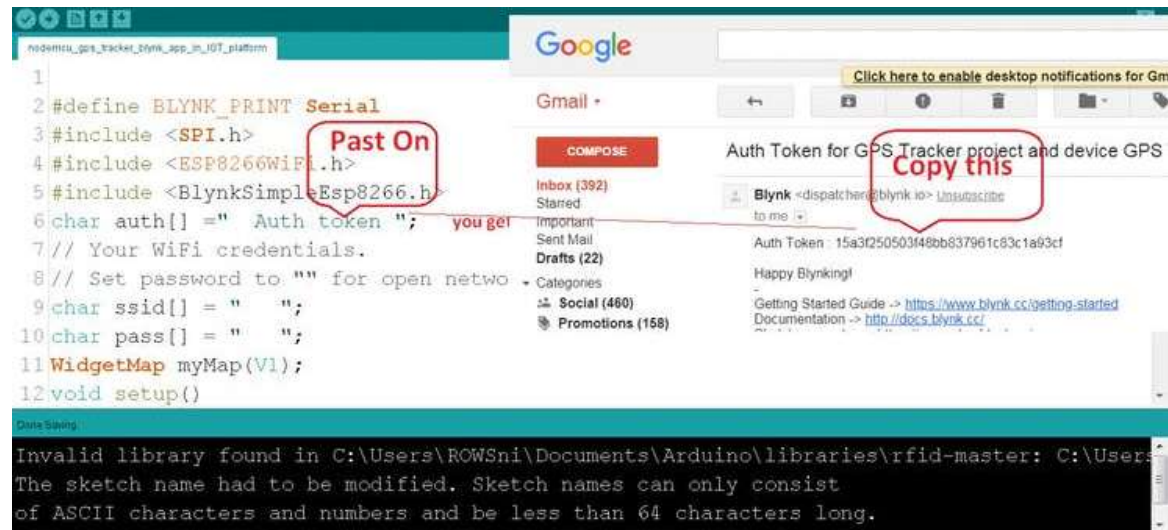 nodemcu_gps_tracker_blynk_app_in_IOT_platform
1
2 #define BLYNK_PRINT Serial
3 #include <SPI.h>
4 #include <ESP8266WiFi.h>
5 #include <BlynkSimpleEsp8266.h>
6 char auth[] =" Auth token "; you get
7 // Your WiFi credentials.
8 // Set password to "" for open netwo
9 char ssid[] = " ";
10 char pass[] = " ";
11 WidgetMap myMap(V1);
12 void setup()
Past On
Google
Click here to enable desktop notifications for Gm
Gmail
COMPOSE
Inbox (392)
Starred
Important
Sent Mail
Drafts (22)
Categories
Social (460)
Promotions (158)
Auth Token for GPS Tracker project and device GPS
Copy this
Blynk <dispatcher@blynk.io> Unsubscribe
to me
Auth Token : 15a3f250503f48bb837961c83c1a93cf
Happy Blynking!
-
Getting Started Guide -> https://www.blynk.cc/getting-started
Documentation -> http://docs.blynk.cc/
Done Saving.
Invalid library found in C:\Users\ROWSni\Documents\Arduino\libraries\rfid-master: C:\Users
The sketch name had to be modified. Sketch names can only consist
of ASCII characters and numbers and be less than 64 characters long.